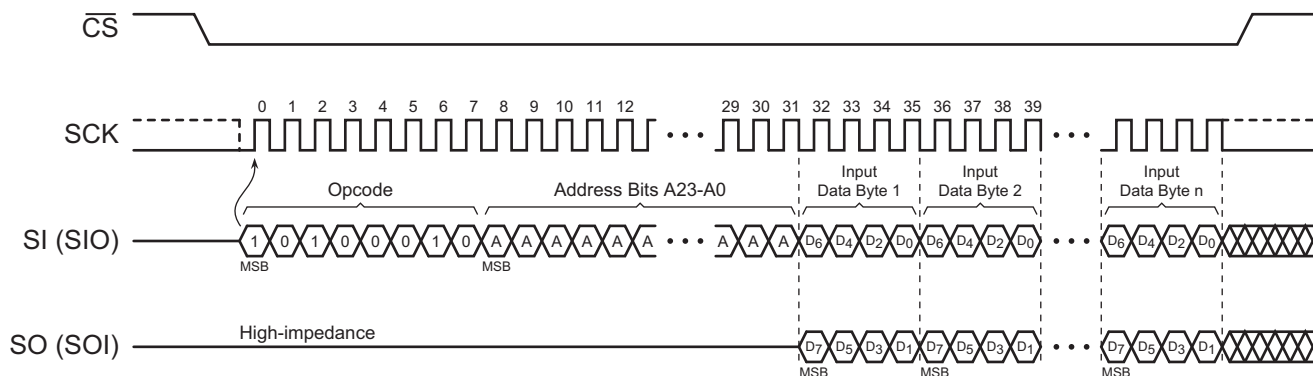 CS
0 1 2 3 4 5 6 7 8 9 10 11 12 29 30 31 32 33 34 35 36 37 38 39
SCK
Opcode
Address Bits A23-A0
Input
Data Byte 1
Input
Data Byte 2
Input
Data Byte n
SI (SIO) 1 0 1 0 0 0 1 0 A A A A A A A A A D6 D4 D2 D0 D6 D4 D2 D0 D6 D4 D2 D0
MSB MSB
High-impedance
SO (SOI) D7 D5 D3 D1 D7 D5 D3 D1 D7 D5 D3 D1
MSB MSB MSB